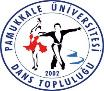 PAMUKKALE ÜNİVERSİTESİ
2002
DANS TOPLULUĞU